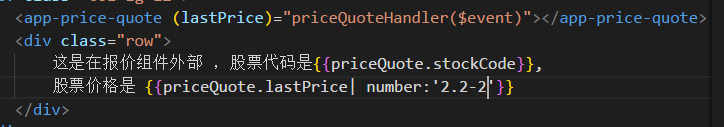 <app-price-quote (lastPrice)="priceQuoteHandler($event)"></app-price-quote>
<div class="row">
这是在报价组件外部 ，股票代码是{{priceQuote.stockCode}},
股票价格是 {{priceQuote.lastPrice| number:'2.2-2'}}
</div>